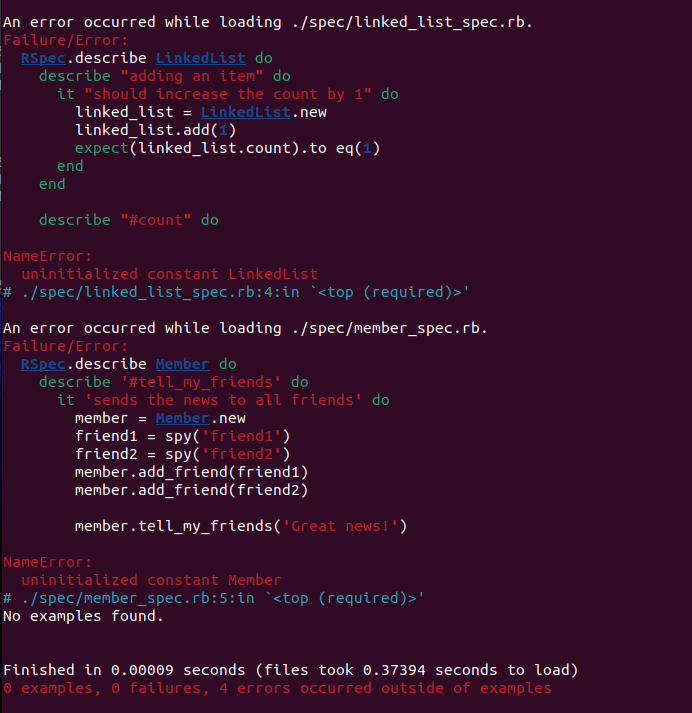 An error occurred while loading ./spec/linked_list_spec.rb.
Failure/Error:
  RSpec.describe LinkedList do
    describe "adding an item" do
      it "should increase the count by 1" do
        linked_list = LinkedList.new
        linked_list.add(1)
        expect(linked_list.count).to eq(1)
      end
    end

    describe "#count" do

NameError:
  uninitialized constant LinkedList
# ./spec/linked_list_spec.rb:4:in `<top (required)>'

An error occurred while loading ./spec/member_spec.rb.
Failure/Error:
  RSpec.describe Member do
    describe '#tell_my_friends' do
      it 'sends the news to all friends' do
        member = Member.new
        friend1 = spy('friend1')
        friend2 = spy('friend2')
        member.add_friend(friend1)
        member.add_friend(friend2)

        member.tell_my_friends('Great news!')

NameError:
  uninitialized constant Member
# ./spec/member_spec.rb:5:in `<top (required)>'
No examples found.


Finished in 0.00009 seconds (files took 0.37394 seconds to load)
0 examples, 0 failures, 4 errors occurred outside of examples